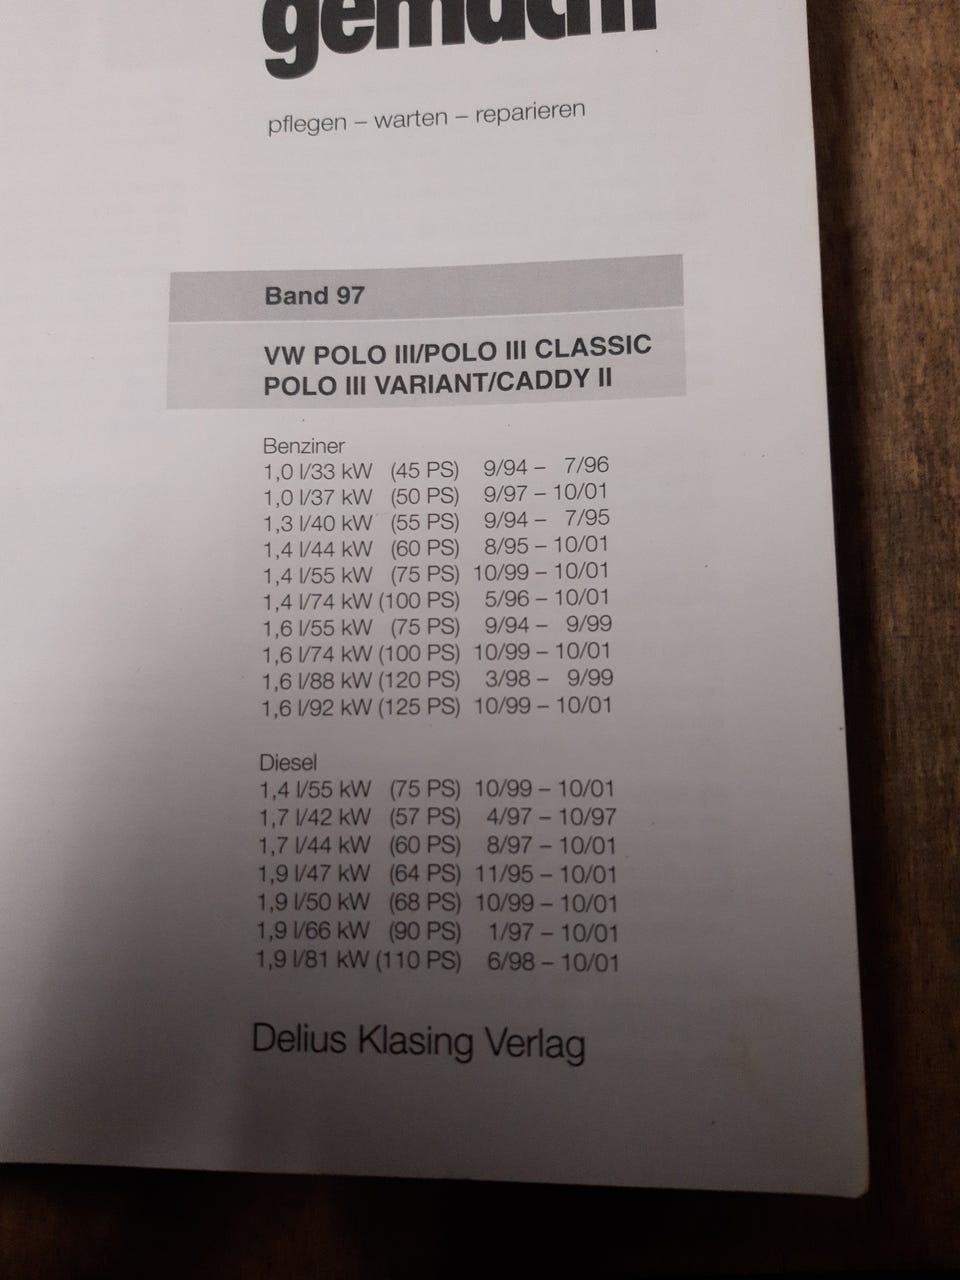 gemacht
pflegen – warten – reparieren
Band 97
VW POLO III/POLO III CLASSIC
POLO III VARIANT/CADDY II
Benziner
1,0 l/33 kW (45 PS) 9/94 – 7/96
1,0 l/37 kW (50 PS) 9/97 – 10/01
1,3 l/40 kW (55 PS) 9/94 – 7/95
1,4 l/44 kW (60 PS) 8/95 – 10/01
1,4 l/55 kW (75 PS) 10/99 – 10/01
1,4 l/74 kW (100 PS) 5/96 – 10/01
1,6 l/55 kW (75 PS) 9/94 – 9/99
1,6 l/74 kW (100 PS) 10/99 – 10/01
1,6 l/88 kW (120 PS) 3/98 – 9/99
1,6 l/92 kW (125 PS) 10/99 – 10/01
Diesel
1,4 l/55 kW (75 PS) 10/99 – 10/01
1,7 l/42 kW (57 PS) 4/97 – 10/97
1,7 l/44 kW (60 PS) 8/97 – 10/01
1,9 l/47 kW (64 PS) 11/95 – 10/01
1,9 l/50 kW (68 PS) 10/99 – 10/01
1,9 l/66 kW (90 PS) 1/97 – 10/01
1,9 l/81 kW (110 PS) 6/98 – 10/01
Delius Klasing Verlag